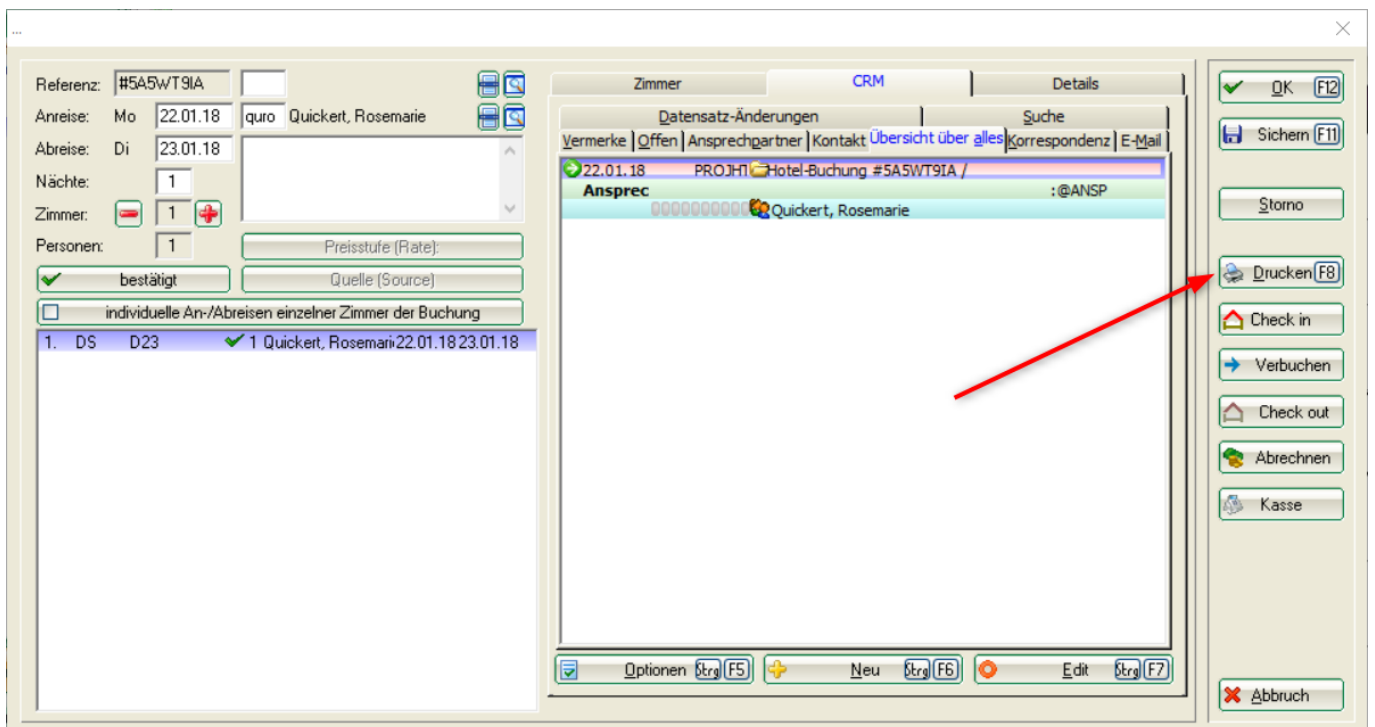 ...
Referenz: #5A5WT9IA
Anreise: Mo 22.01.18 quro Quickert, Rosemarie
Abreise: Di 23.01.18
Nächte: 1
Zimmer: 1
Personen: 1 Preisstufe (Rate):
bestätigt Quelle (Source)
individuelle An-/Abreisen einzelner Zimmer der Buchung
1. DS D23 1 Quickert, Rosemari 22.01.18 23.01.18
Zimmer CRM Details
Datensatz-Änderungen Suche
Vermerke Offen Ansprechpartner Kontakt Übersicht über alles Korrespondenz E-Mail
22.01.18 PROJHT Hotel-Buchung #5A5WT9IA /
Ansprec :@ANSP
0000000000 Quickert, Rosemarie
Optionen Strg F5 Neu Strg F6 Edit Strg F7
OK F12
Sichern F11
Storno
Drucken F8
Check in
Verbuchen
Check out
Abrechnen
Kasse
Abbruch